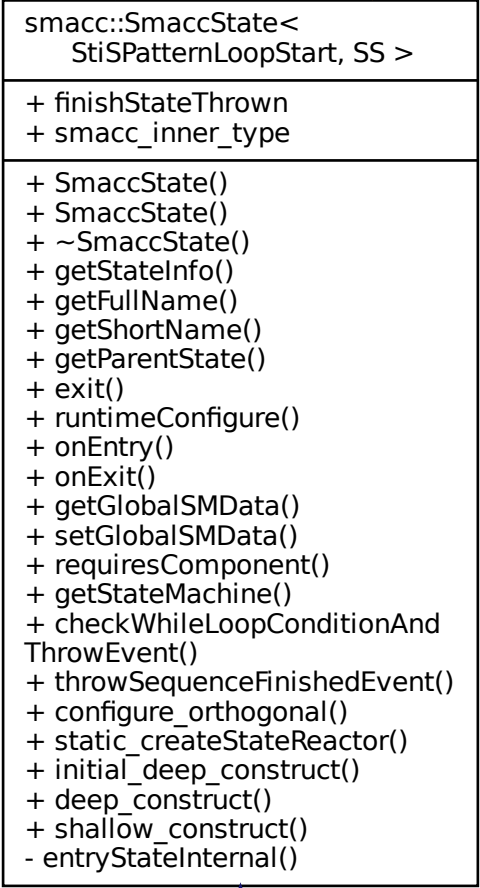 smacc::SmaccState<
StiSPatternLoopStart, SS >
+ finishStateThrown
+ smacc_inner_type
+ SmaccState()
+ SmaccState()
+ ~SmaccState()
+ getStateInfo()
+ getFullName()
+ getShortName()
+ getParentState()
+ exit()
+ runtimeConfigure()
+ onEntry()
+ onExit()
+ getGlobalSMData()
+ setGlobalSMData()
+ requiresComponent()
+ getStateMachine()
+ checkWhileLoopConditionAnd
ThrowEvent()
+ throwSequenceFinishedEvent()
+ configure_orthogonal()
+ static_createStateReactor()
+ initial_deep_construct()
+ deep_construct()
+ shallow_construct()
- entryStateInternal()